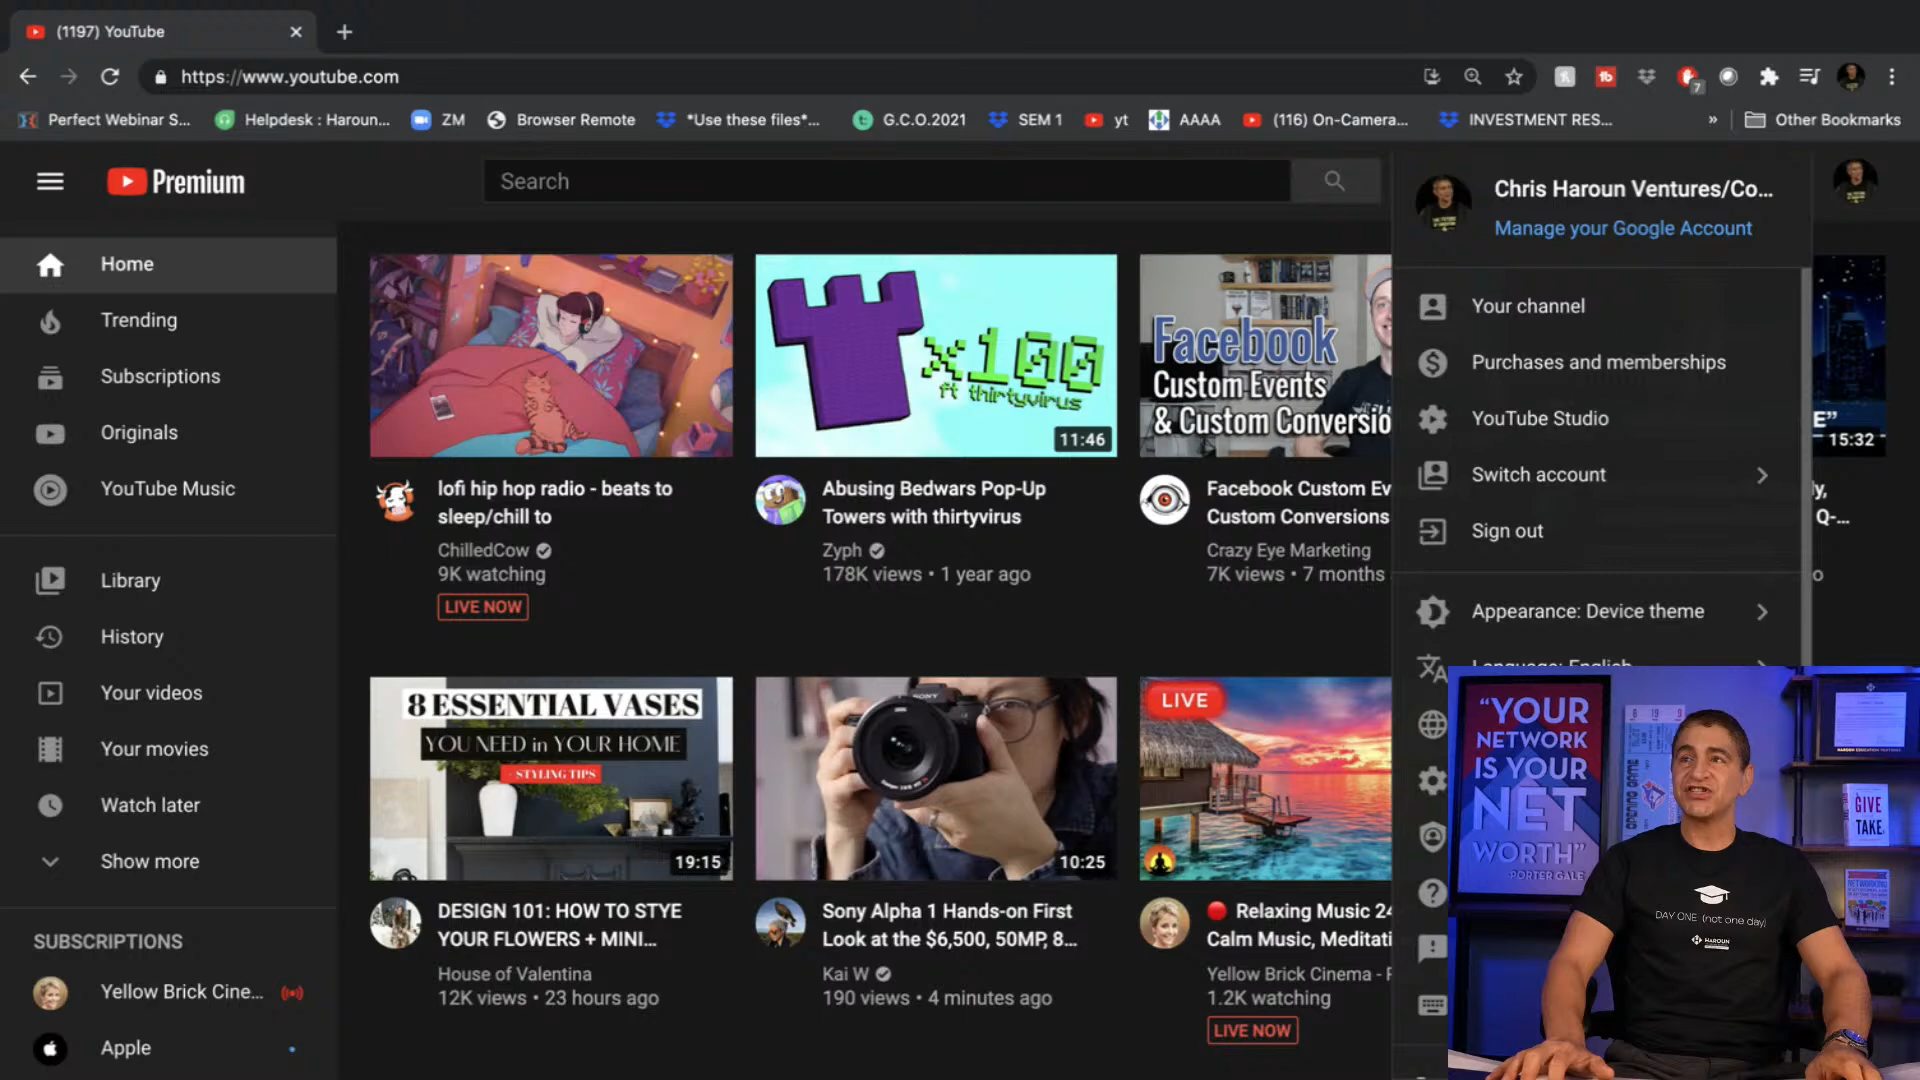 (1197) YouTube
https://www.youtube.com
7
Perfect Webinar S...
Helpdesk : Haroun...
ZM
Browser Remote
*Use these files*...
G.C.O.2021
SEM 1
yt
AAAA
(116) On-Camera...
INVESTMENT RES...
»
Other Bookmarks
Premium
Search
Chris Haroun Ventures/Co...
Manage your Google Account
Home
Trending
Subscriptions
Originals
YouTube Music
Library
History
Your videos
Your movies
Watch later
Show more
SUBSCRIPTIONS
Yellow Brick Cine...
Apple
lofi hip hop radio - beats to
sleep/chill to
ChilledCow
9K watching
LIVE NOW
x100
ft thirtyvirus
11:46
Abusing Bedwars Pop-Up
Towers with thirtyvirus
Zyph
178K views • 1 year ago
Facebook
Custom Events
& Custom Conversio
Facebook Custom Ev
Custom Conversions
Crazy Eye Marketing
7K views • 7 months
E”
15:32
y,
Q-...
o
Your channel
Purchases and memberships
YouTube Studio
Switch account
Sign out
Appearance: Device theme
Language: English
8 ESSENTIAL VASES
YOU NEED in YOUR HOME
- STYLING TIPS
19:15
DESIGN 101: HOW TO STYE
YOUR FLOWERS + MINI...
House of Valentina
12K views • 23 hours ago
SONY
10:25
Sony Alpha 1 Hands-on First
Look at the $6,500, 50MP, 8...
Kai W
190 views • 4 minutes ago
LIVE
Relaxing Music 24
Calm Music, Meditati
Yellow Brick Cinema - R
1.2K watching
LIVE NOW
“YOUR
NETWORK
IS YOUR
NET
WORTH”
-PORTER GALE
OPENING GAME
GIVE
TAKE
NETWORKING
DAY ONE (not one day)
HAROUN